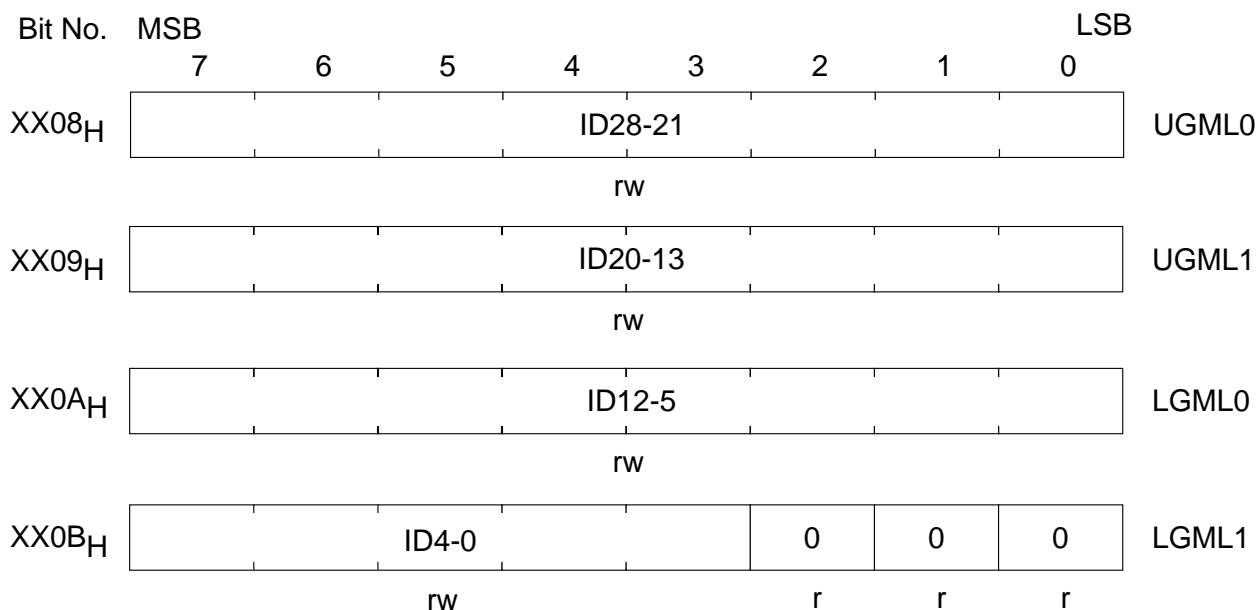 Bit No. MSB LSB
7 6 5 4 3 2 1 0
XX08H ID28-21 UGML0
rw
XX09H ID20-13 UGML1
rw
XX0AH ID12-5 LGML0
rw
XX0BH ID4-0 0 0 0 LGML1
rw r r r